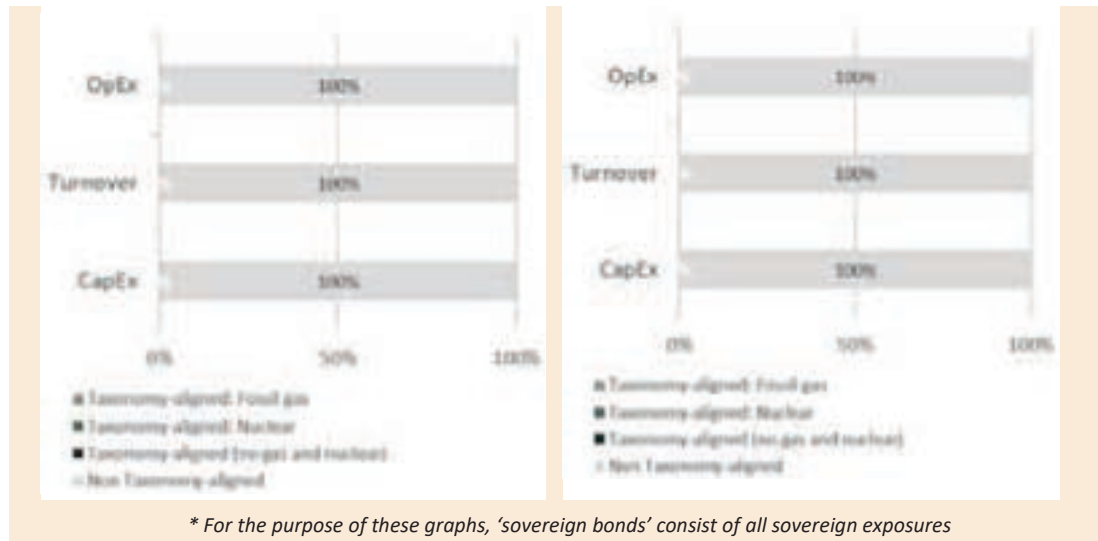 OpEx
100%
Turnover
100%
CapEx
100%
0% 50% 100%
Taxonomy-aligned: Fossil gas
Taxonomy-aligned: Nuclear
Taxonomy-aligned (no gas and nuclear)
Non Taxonomy-aligned
OpEx
100%
Turnover
100%
CapEx
100%
0% 50% 100%
Taxonomy-aligned: Fossil gas
Taxonomy-aligned: Nuclear
Taxonomy-aligned (no gas and nuclear)
Non Taxonomy-aligned
* For the purpose of these graphs, ‘sovereign bonds’ consist of all sovereign exposures